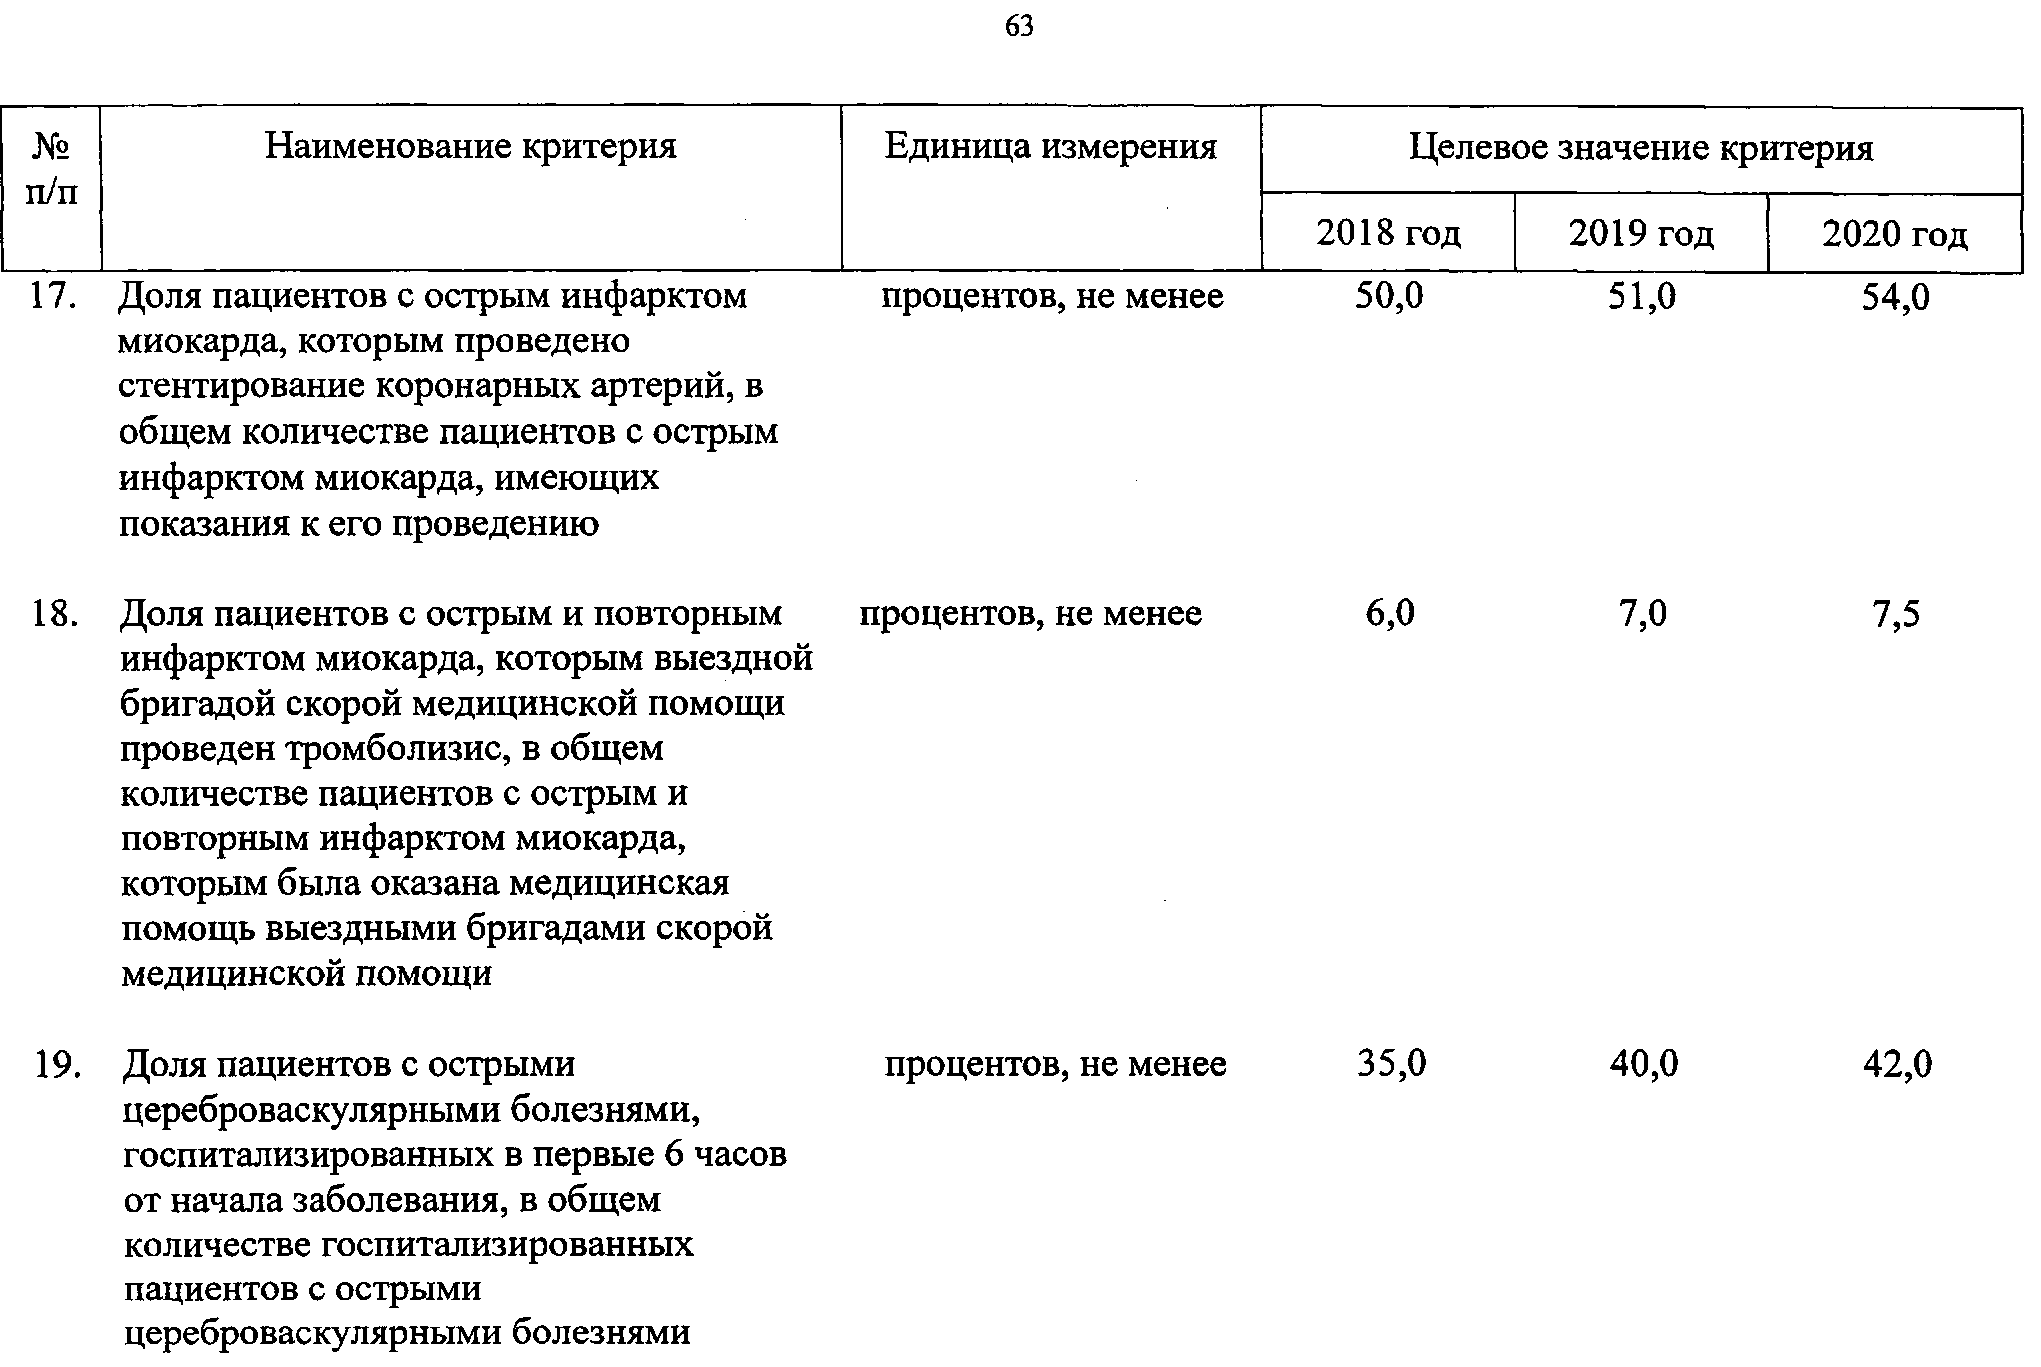 63
№ п/п
Наименование критерия
Единица измерения
Целевое значение критерия
2018 год
2019 год
2020 год
17. Доля пациентов с острым инфарктом процентов, не менее 50,0 51,0 54,0
миокарда, которым проведено
стентирование коронарных артерий, в
общем количестве пациентов с острым
инфарктом миокарда, имеющих
показания к его проведению
18. Доля пациентов с острым и повторным процентов, не менее 6,0 7,0 7,5
инфарктом миокарда, которым выездной
бригадой скорой медицинской помощи
проведен тромболизис, в общем
количестве пациентов с острым и
повторным инфарктом миокарда,
которым была оказана медицинская
помощь выездными бригадами скорой
медицинской помощи
19. Доля пациентов с острыми процентов, не менее 35,0 40,0 42,0
цереброваскулярными болезнями,
госпитализированных в первые 6 часов
от начала заболевания, в общем
количестве госпитализированных
пациентов с острыми
цереброваскулярными болезнями